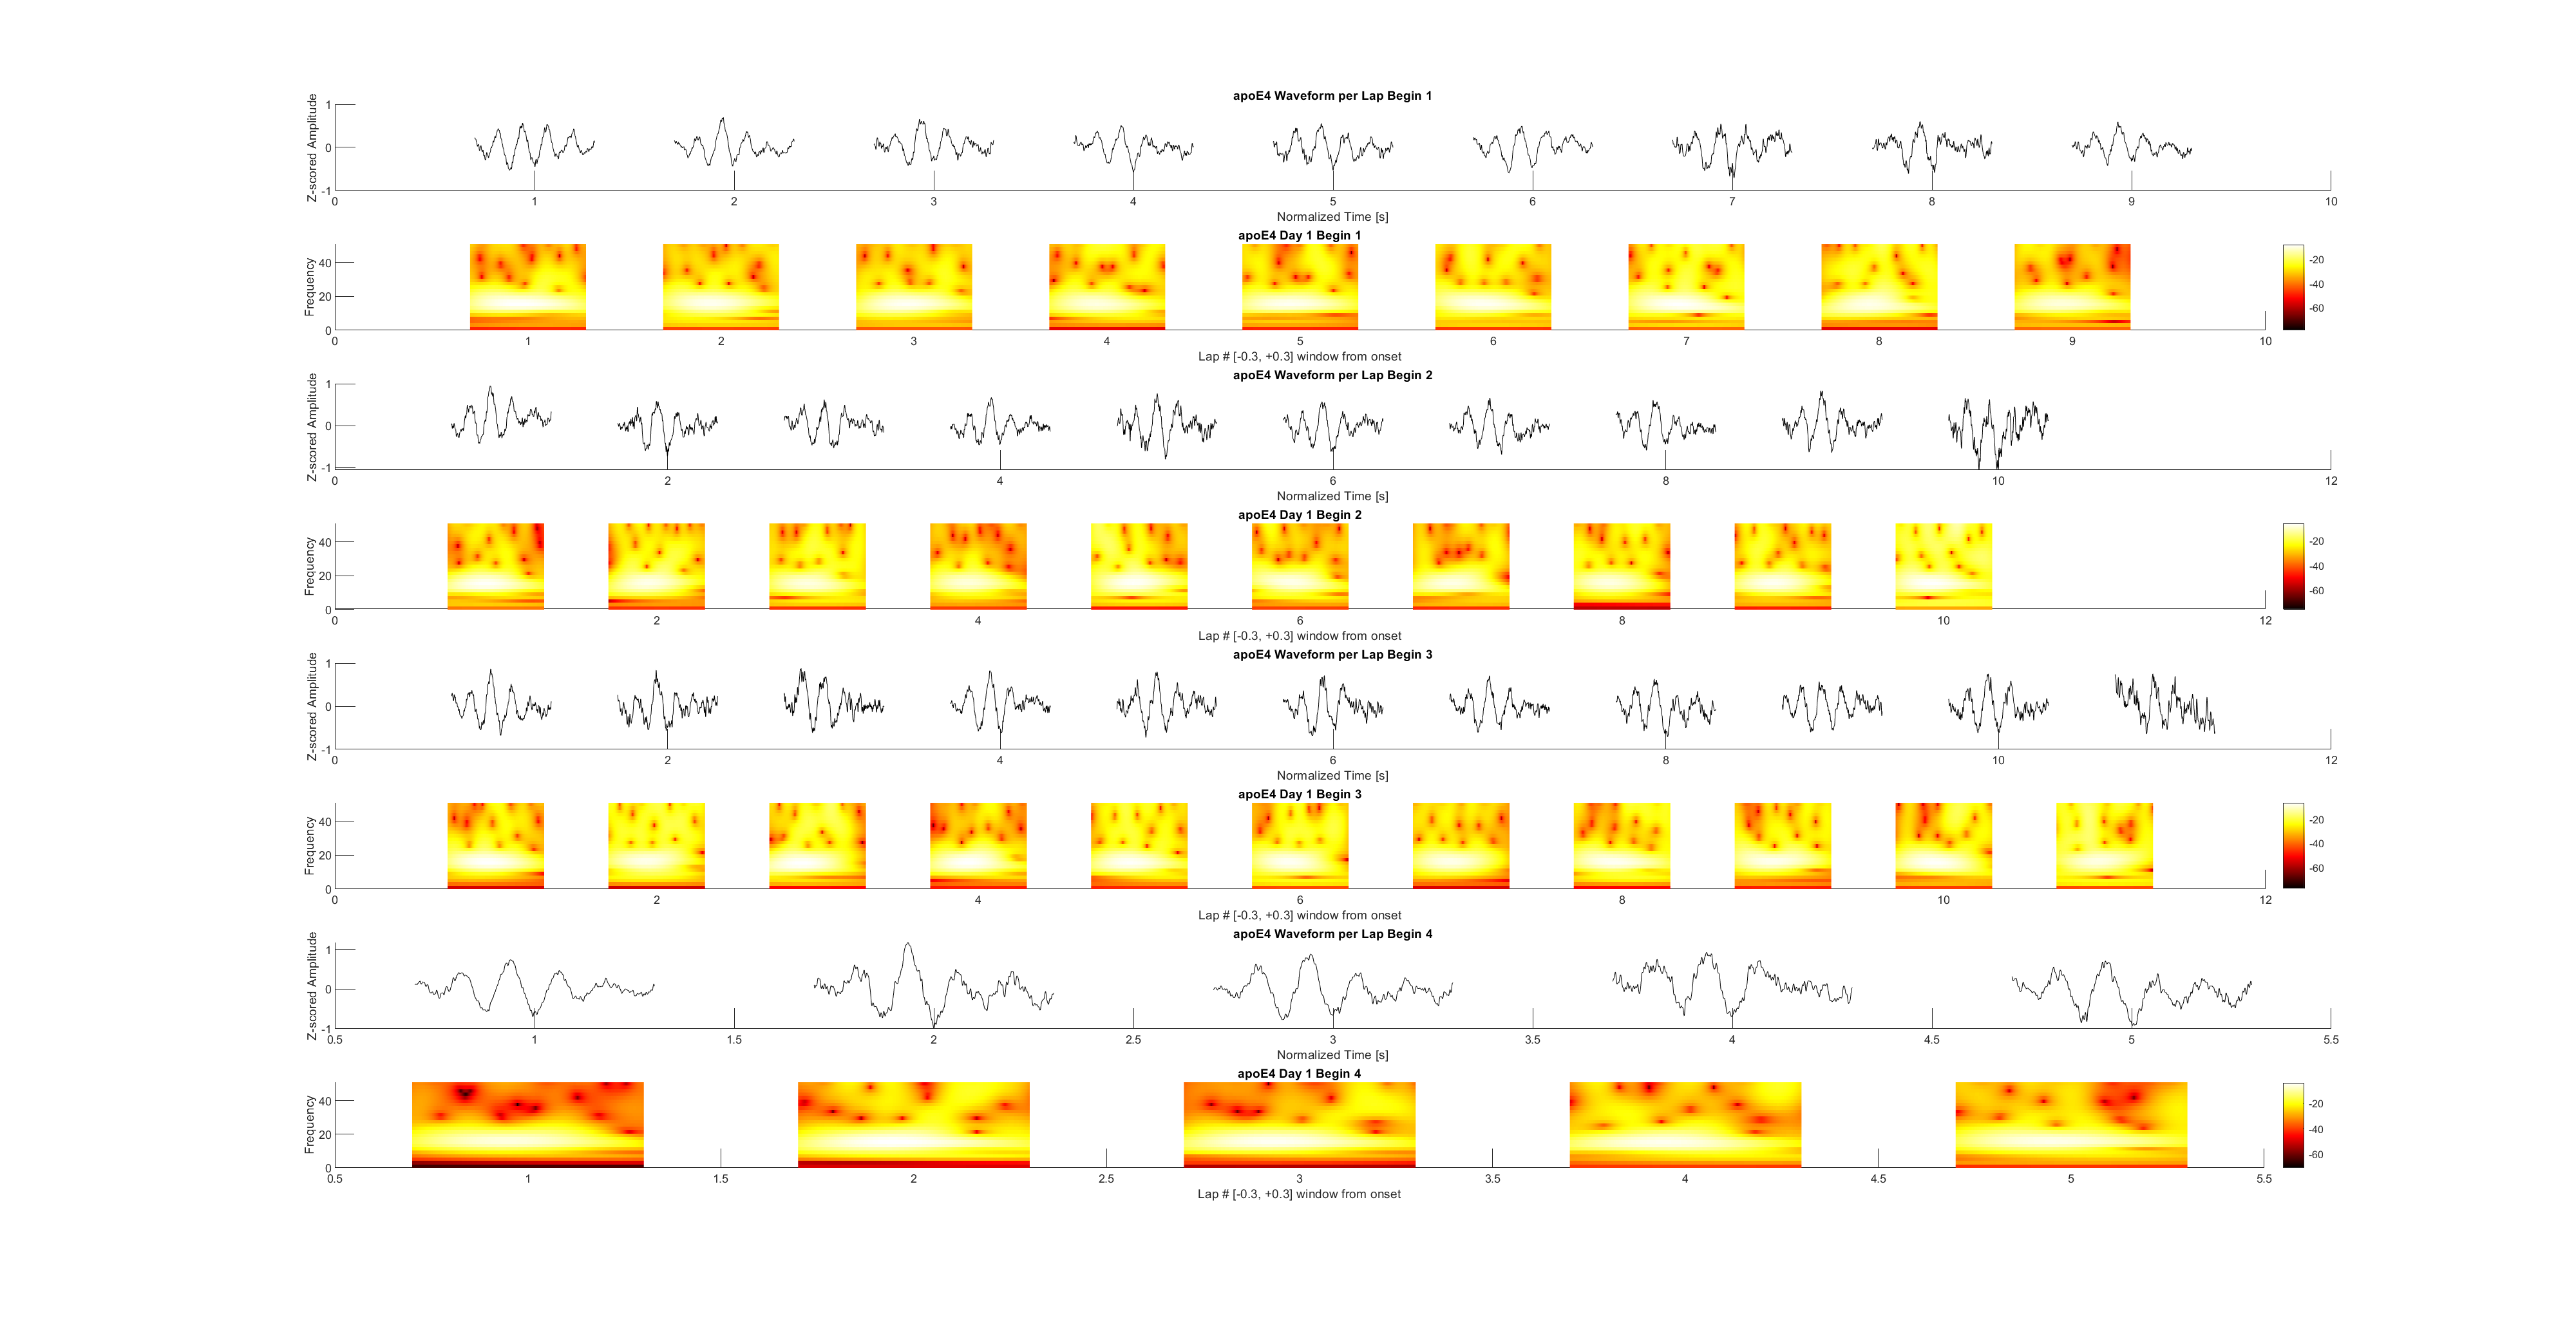 apoE4 Waveform per Lap Begin 1
Z-scored Amplitude
1
0
-1
0 1 2 3 4 5 6 7 8 9 10
Normalized Time [s]
apoE4 Day 1 Begin 1
Frequency
40
20
0
-20
-40
-60
0 1 2 3 4 5 6 7 8 9 10
Lap # [-0.3, +0.3] window from onset
apoE4 Waveform per Lap Begin 2
Z-scored Amplitude
1
0
-1
0 2 4 6 8 10 12
Normalized Time [s]
apoE4 Day 1 Begin 2
Frequency
40
20
0
-20
-40
-60
0 2 4 6 8 10 12
Lap # [-0.3, +0.3] window from onset
apoE4 Waveform per Lap Begin 3
Z-scored Amplitude
1
0
-1
0 2 4 6 8 10 12
Normalized Time [s]
apoE4 Day 1 Begin 3
Frequency
40
20
0
-20
-40
-60
0 2 4 6 8 10 12
Lap # [-0.3, +0.3] window from onset
apoE4 Waveform per Lap Begin 4
Z-scored Amplitude
1
0
-1
0.5 1 1.5 2 2.5 3 3.5 4 4.5 5 5.5
Normalized Time [s]
apoE4 Day 1 Begin 4
Frequency
40
20
0
-20
-40
-60
0.5 1 1.5 2 2.5 3 3.5 4 4.5 5 5.5
Lap # [-0.3, +0.3] window from onset